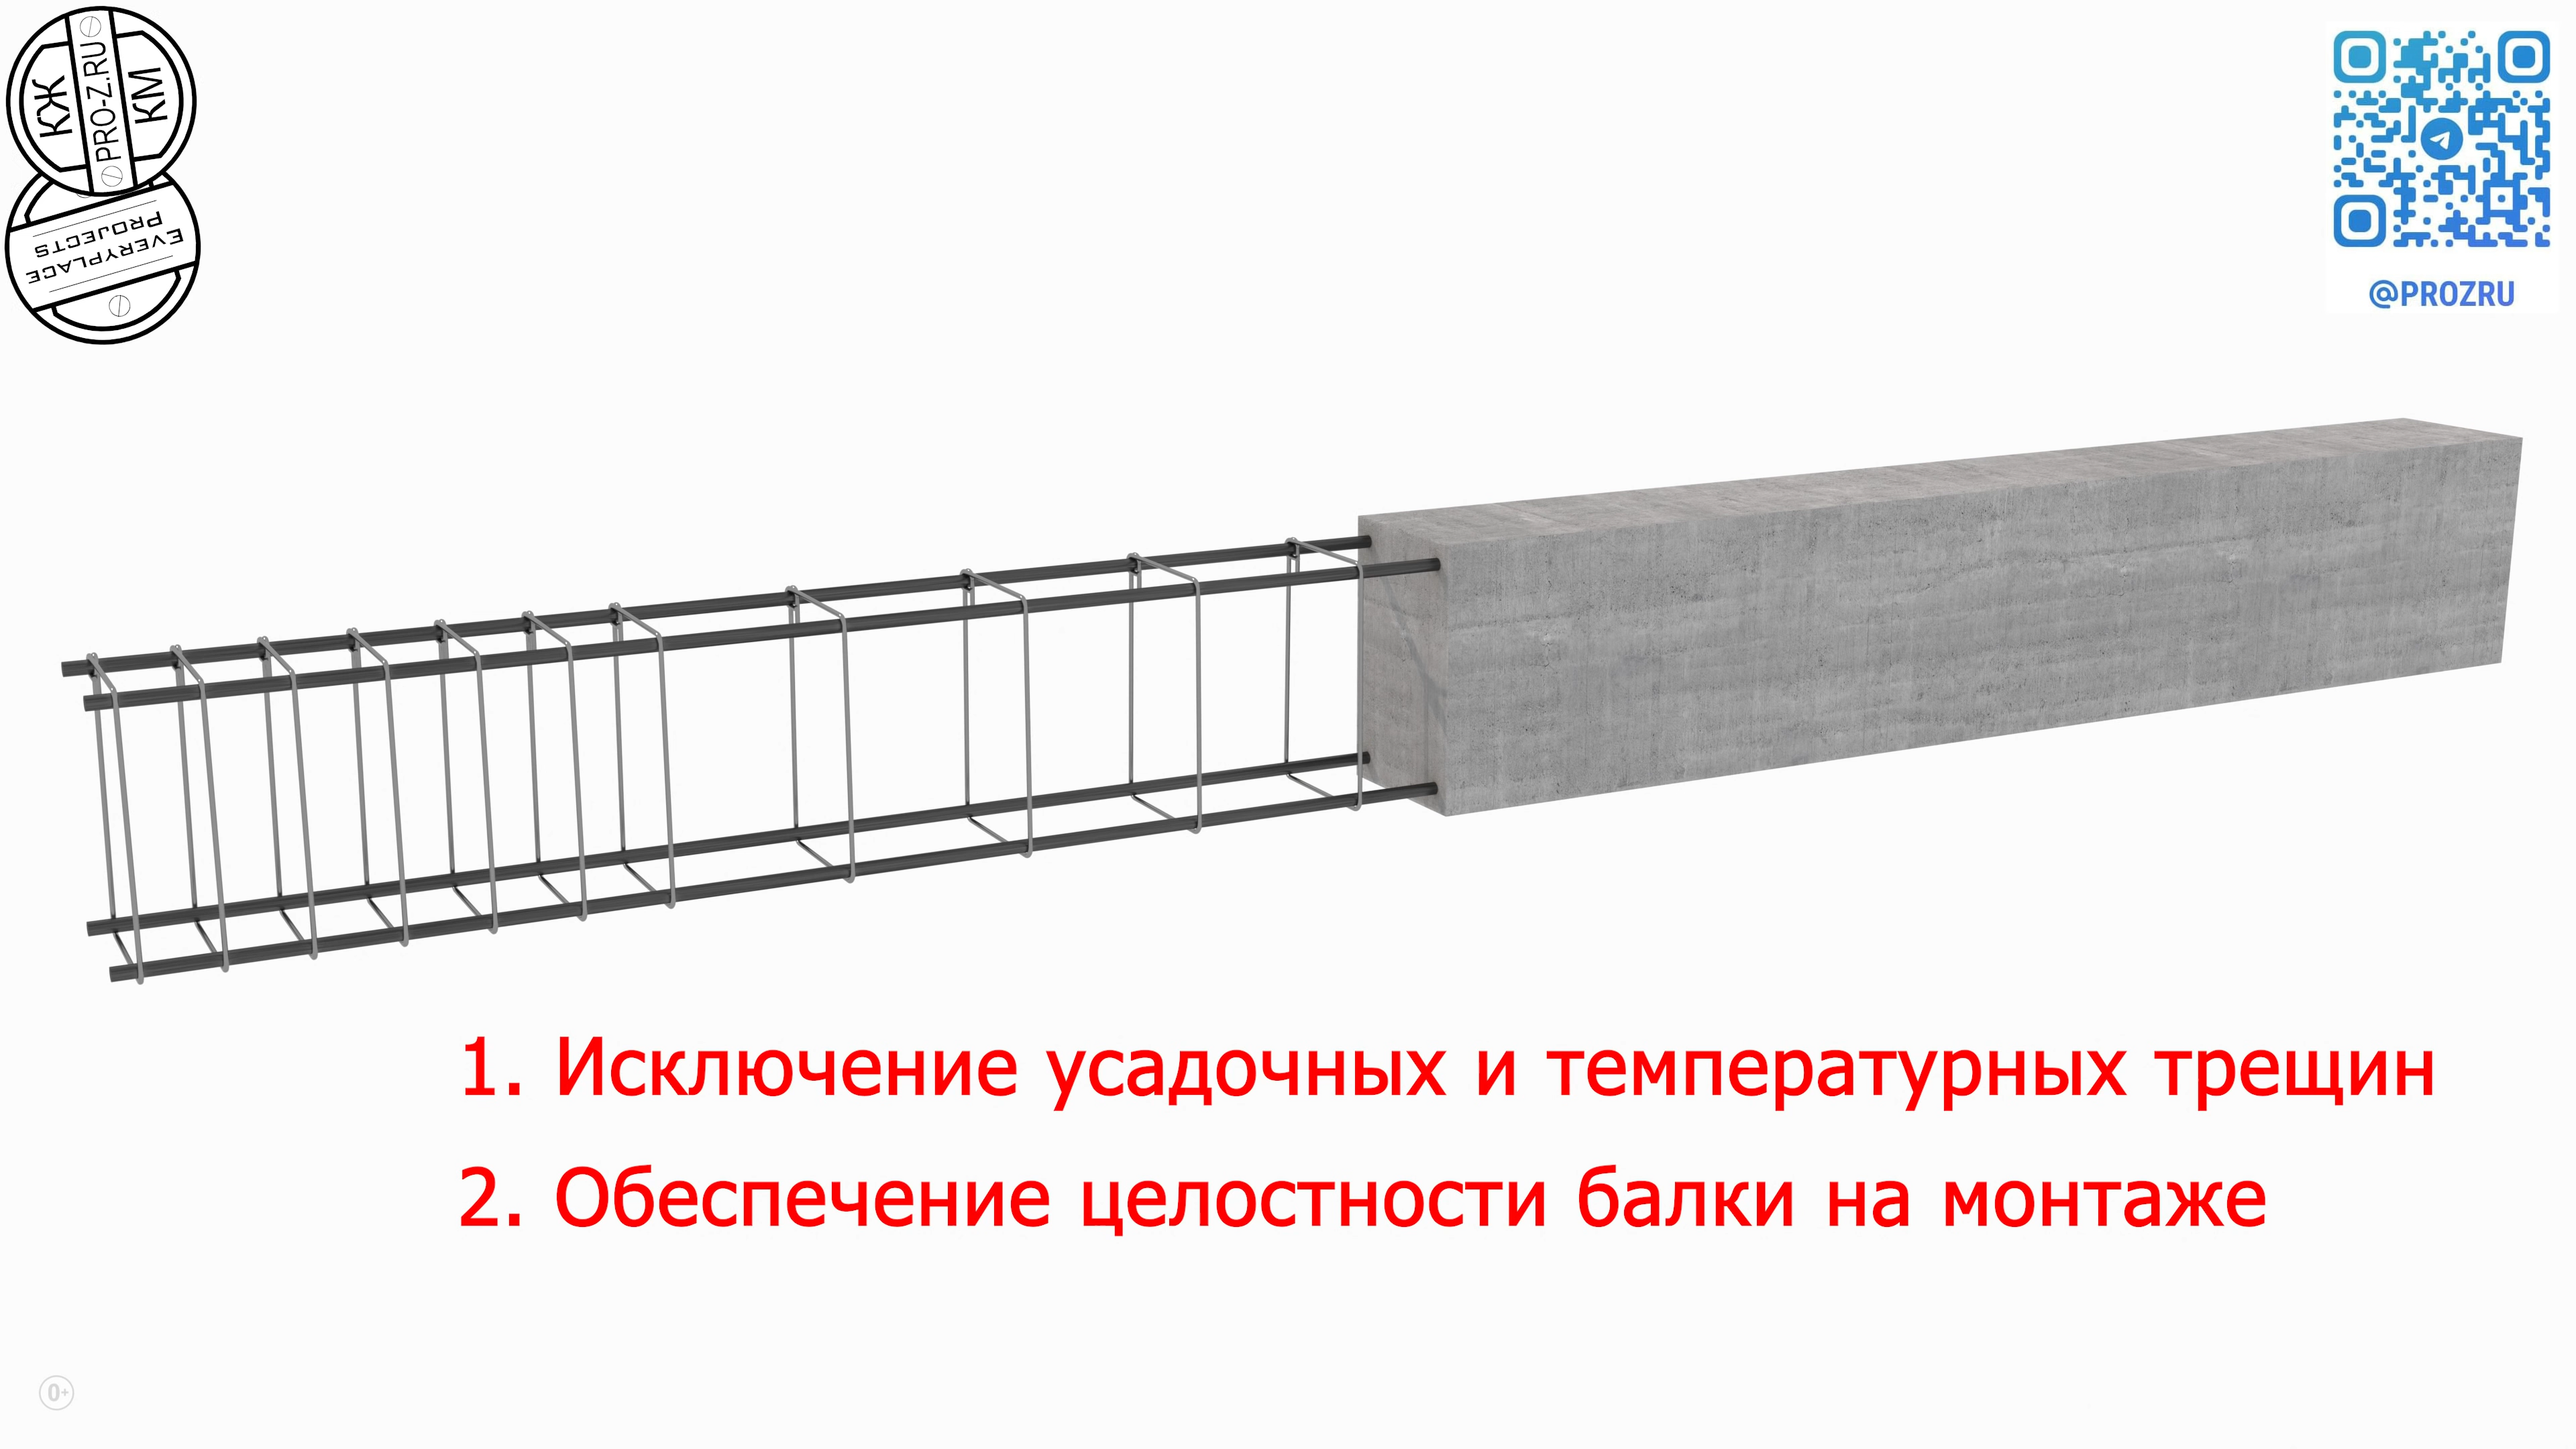 КЖ
PRO-Z.RU
КМ
EVERYPLACE
PROJECTS
@PROZRU
1. Исключение усадочных и температурных трещин
2. Обеспечение целостности балки на монтаже
0+